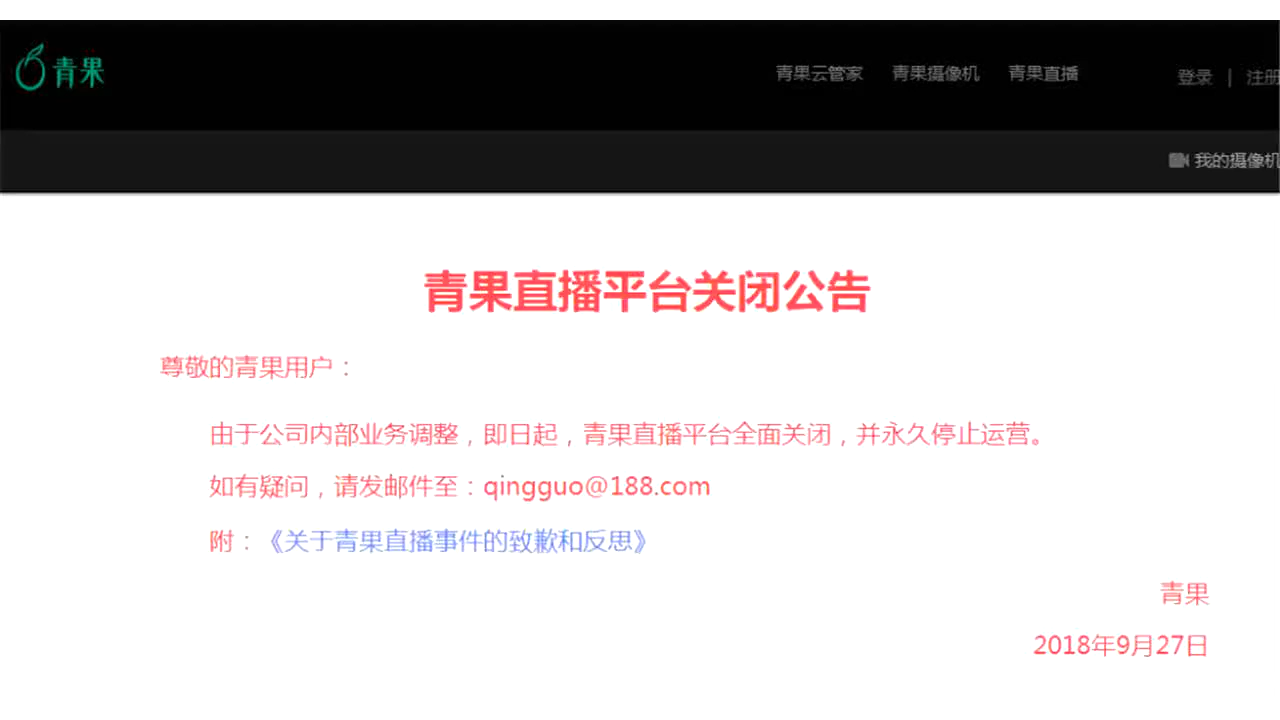 青果
青果云管家 青果摄像机 青果直播 登录 | 注册
我的摄像机
青果直播平台关闭公告
尊敬的青果用户：
由于公司内部业务调整，即日起，青果直播平台全面关闭，并永久停止运营。
如有疑问，请发邮件至：qingguo@188.com
附：《关于青果直播事件的致歉和反思》
青果
2018年9月27日